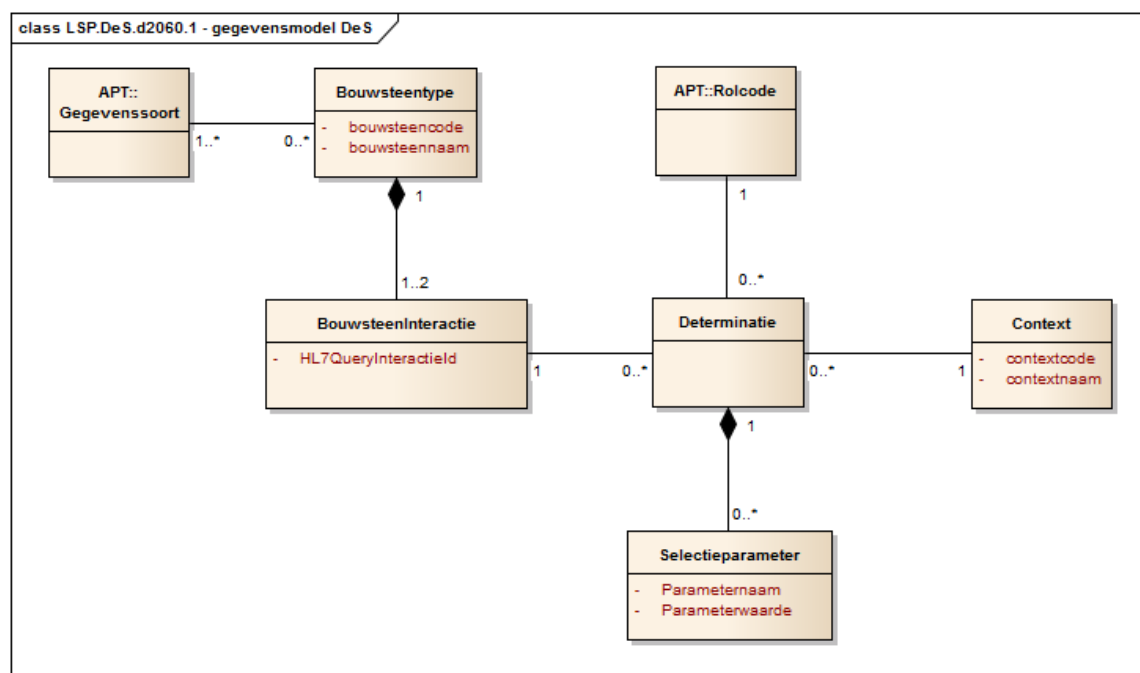 class LSP.DeS.d2060.1 - gegevensmodel DeS
APT::
Gegevenssoort
1..*
0..*
Bouwsteentype
- bouwsteencode
- bouwsteennaam
1
1..2
APT::Rolcode
1
0..*
BouwsteenInteractie
- HL7QueryInteractieId
1
0..*
Determinatie
0..*
1
Context
- contextcode
- contextnaam
1
0..*
Selectieparameter
- Parameternaam
- Parameterwaarde